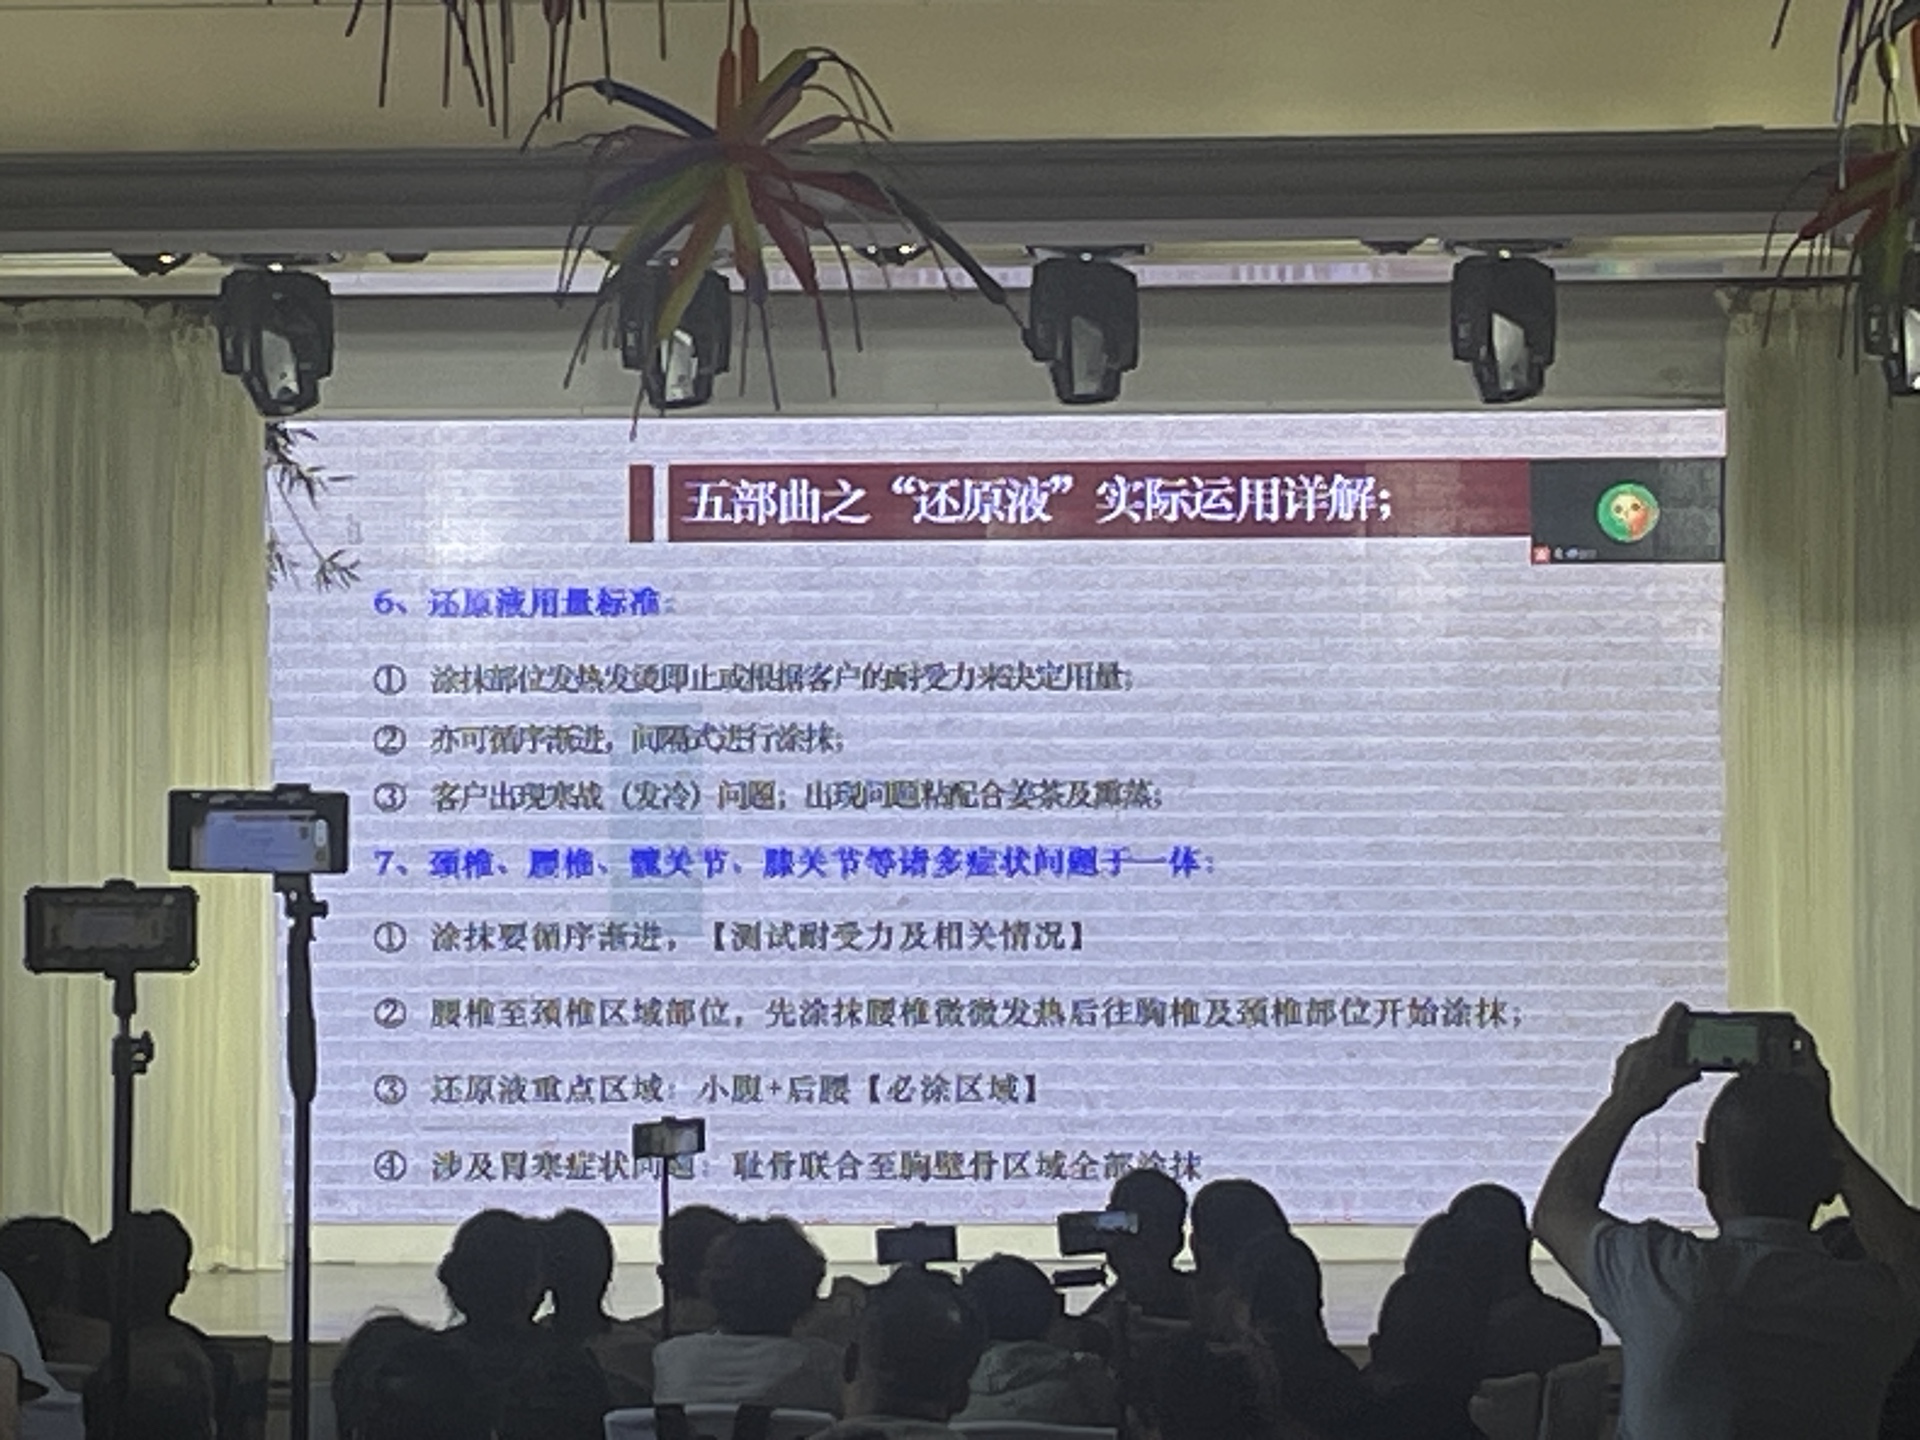 五部曲之“还原液”实际运用详解；
6、还原液用量标准：
① 涂抹部位发热发烫即止或根据客户的耐受力来决定用量；
② 亦可循序渐进，间隔式进行涂抹；
③ 客户出现寒战（发冷）问题；出现问题粘配合姜茶及熏蒸；
7、颈椎、腰椎、髋关节、膝关节等诸多症状问题于一体：
① 涂抹要循序渐进，【测试耐受力及相关情况】
② 腰椎至颈椎区域部位，先涂抹腰椎微微发热后往胸椎及颈椎部位开始涂抹；
③ 还原液重点区域：小腹+后腰【必涂区域】
④ 涉及胃寒症状问题：耻骨联合至胸壁骨区域全部涂抹